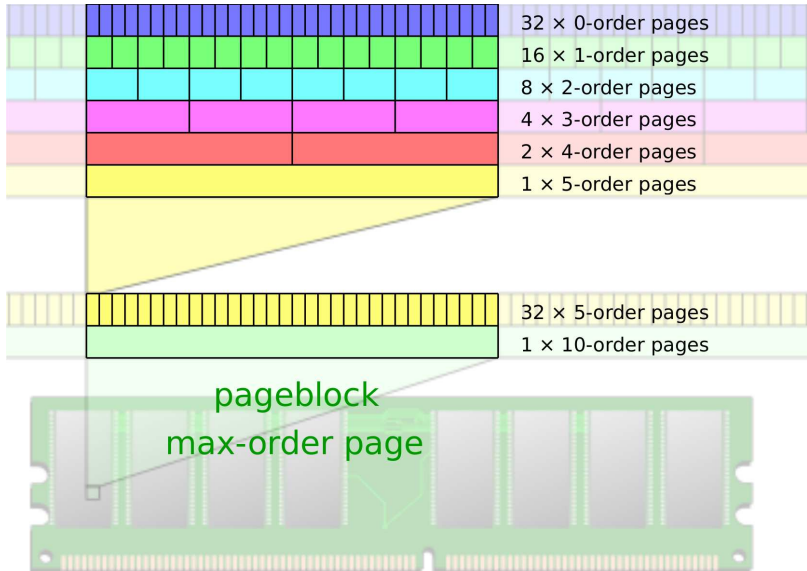 32 × 0-order pages
16 × 1-order pages
8 × 2-order pages
4 × 3-order pages
2 × 4-order pages
1 × 5-order pages
32 × 5-order pages
1 × 10-order pages
pageblock
max-order page